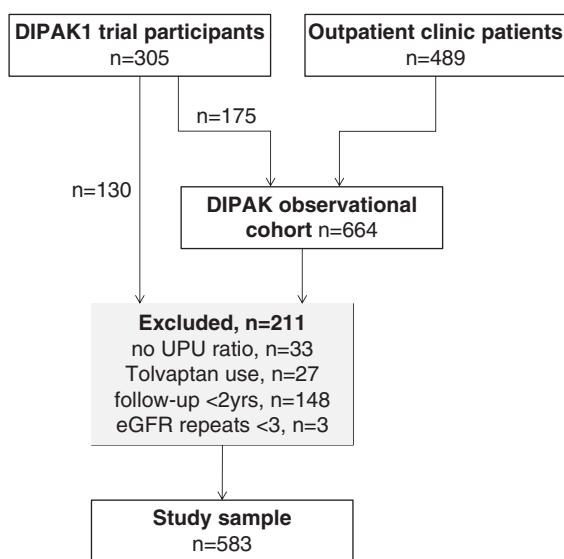 DIPAK1 trial participants
n=305
Outpatient clinic patients
n=489
n=175
n=130
DIPAK observational
cohort n=664
Excluded, n=211
no UPU ratio, n=33
Tolvaptan use, n=27
follow-up <2yrs, n=148
eGFR repeats <3, n=3
Study sample
n=583